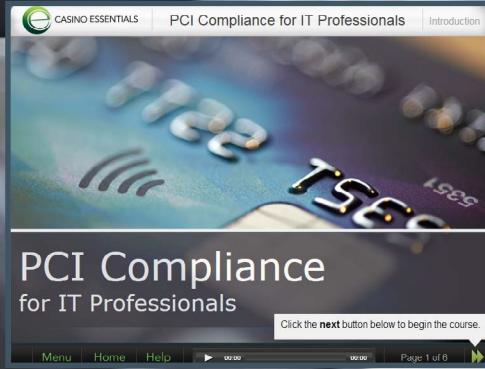 CASINO ESSENTIALS
PCI Compliance for IT Professionals
Introduction
5351
PCI Compliance
for IT Professionals
Click the next button below to begin the course.
Menu
Home
Help
00:00
00:00
Page 1 of 6